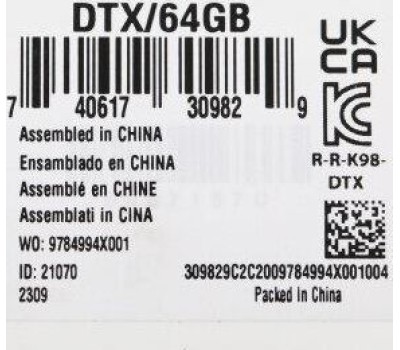 DTX/64GB
7 40617 30982 9
UK
CA
R-R-K98-
DTX
Assembled in CHINA
Ensamblado en CHINA
Assemblé en CHINE
Assemblati in CINA
WO: 9784994X001
ID: 21070
2309
309829C2C2009784994X001004
Packed In China